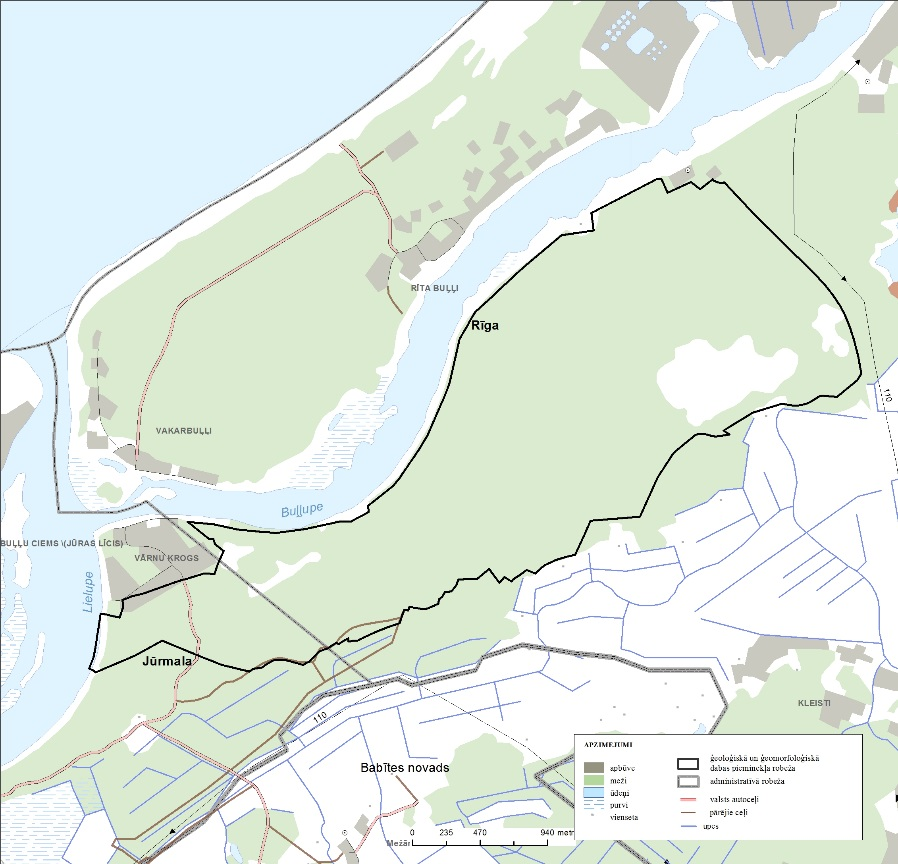 RĪTA BUĻĻI
Rīga
110
VAKARBUĻĻI
Buļļupe
BUĻĻU CIEMS \(JŪRAS LĪCIS)
VĀRNU KROGS
Lielupe
Jūrmala
KLEISTI
110
Babītes novads
0 235 470 940 metr
APZĪMĒJUMI
apbūve
meži
ūdeņi
purvi
viensēta
ģeoloģiskā un ģeomorfoloģiskā
dabas pieminekļa robeža
administratīvā robeža
valsts autoceļi
pārējie ceļi
upes